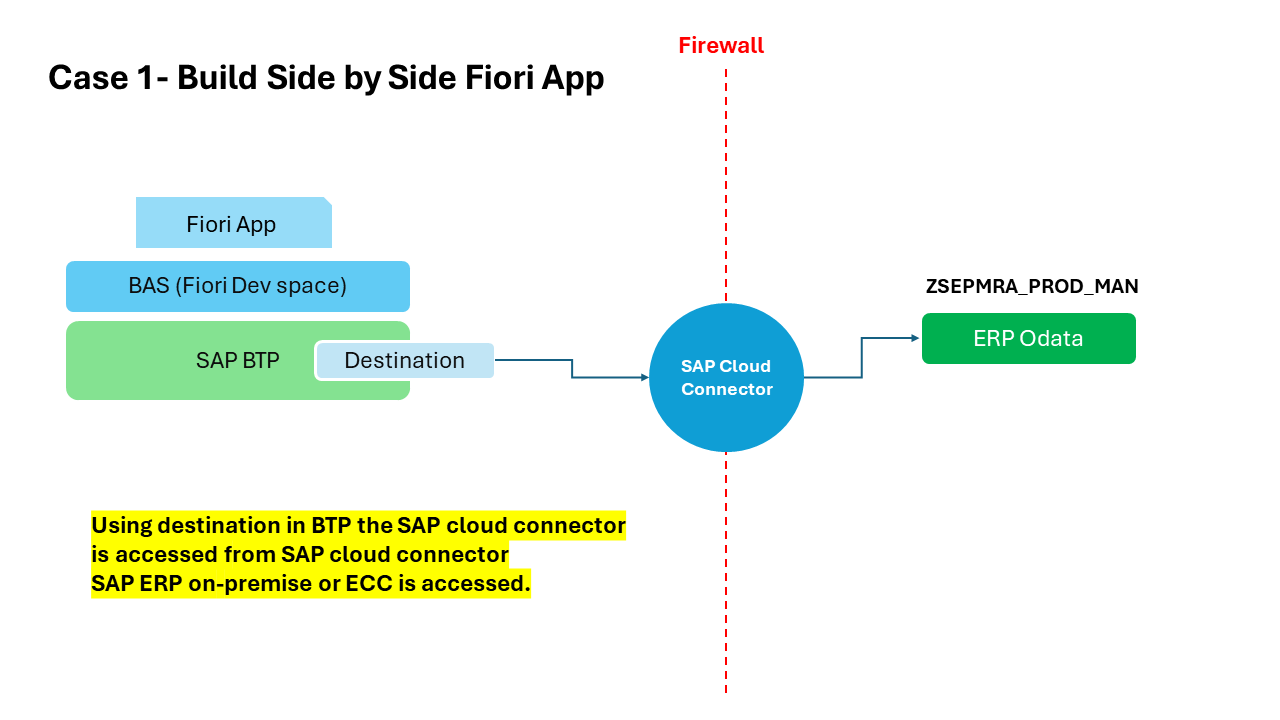 Firewall
Case 1- Build Side by Side Fiori App
Fiori App
BAS (Fiori Dev space)
ZSEPMRA_PROD_MAN
ERP Odata
SAP BTP
Destination
SAP Cloud
Connector
Using destination in BTP the SAP cloud connector
is accessed from SAP cloud connector
SAP ERP on-premise or ECC is accessed.